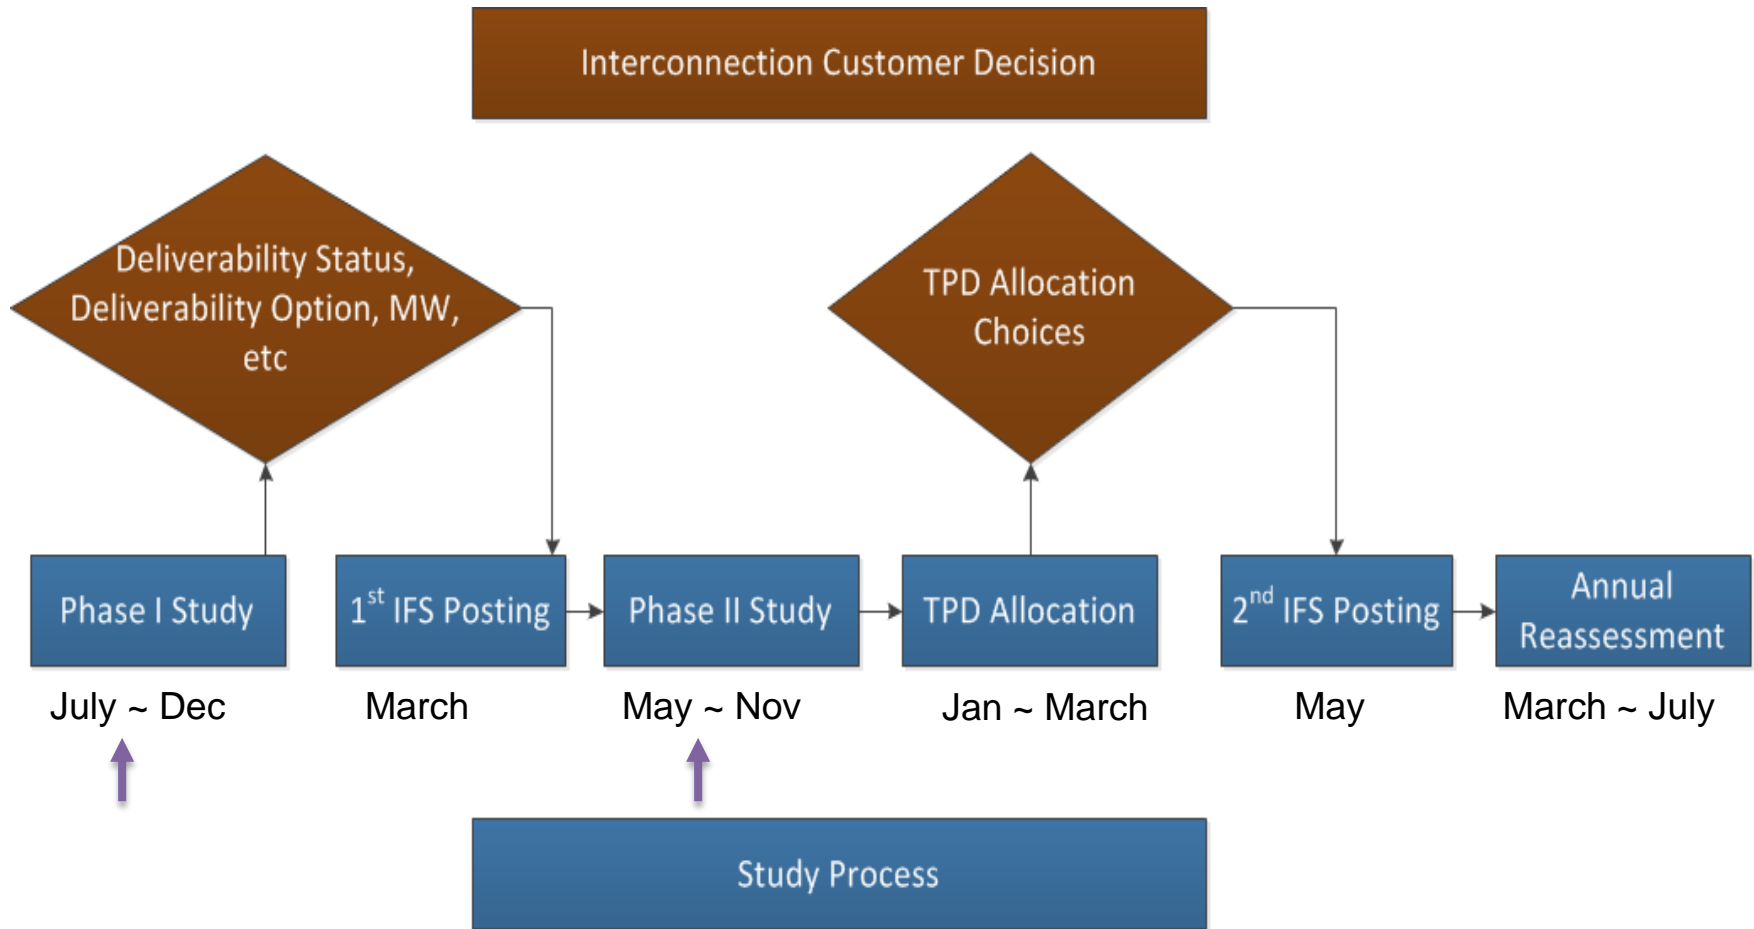 Interconnection Customer Decision
Deliverability Status,
Deliverability Option, MW,
etc
TPD Allocation
Choices
Phase I Study
1st IFS Posting
Phase II Study
TPD Allocation
2nd IFS Posting
Annual
Reassessment
July ~ Dec
March
May ~ Nov
Jan ~ March
May
March ~ July
Study Process